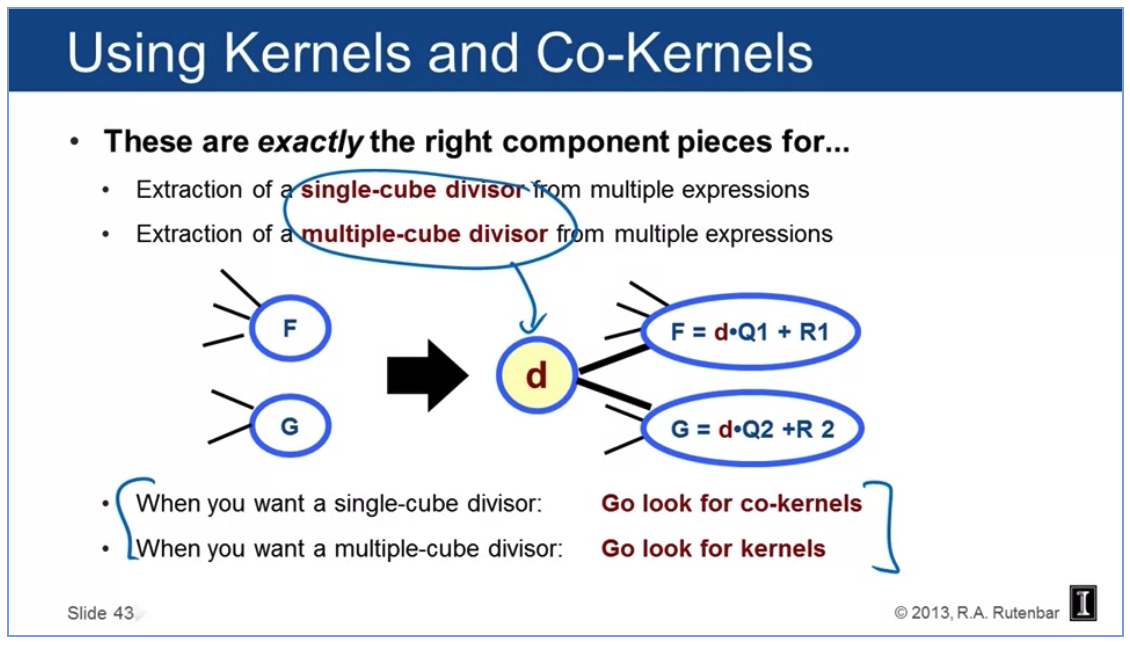 Using Kernels and Co-Kernels
• These are exactly the right component pieces for...
• Extraction of a single-cube divisor from multiple expressions
• Extraction of a multiple-cube divisor from multiple expressions
F
G
d
F = d•Q1 + R1
G = d•Q2 +R 2
• When you want a single-cube divisor: Go look for co-kernels
• When you want a multiple-cube divisor: Go look for kernels
Slide 43
© 2013, R.A. Rutenbar
I